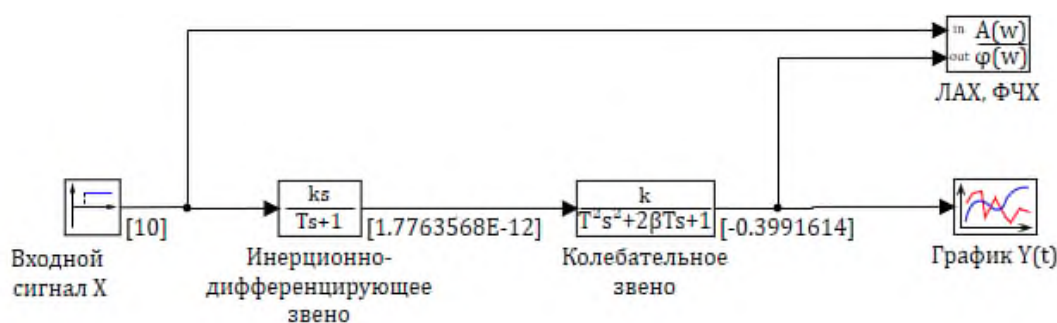 in A(w)
out φ(w)
ЛАХ, ФЧХ
ks
Ts+1
k
T²s²+2βTs+1
[10]
[1.7763568E-12]
[-0.3991614]
Входной
сигнал X
Инерционно-
дифференцирующее
звено
Колебательное
звено
График Y(t)